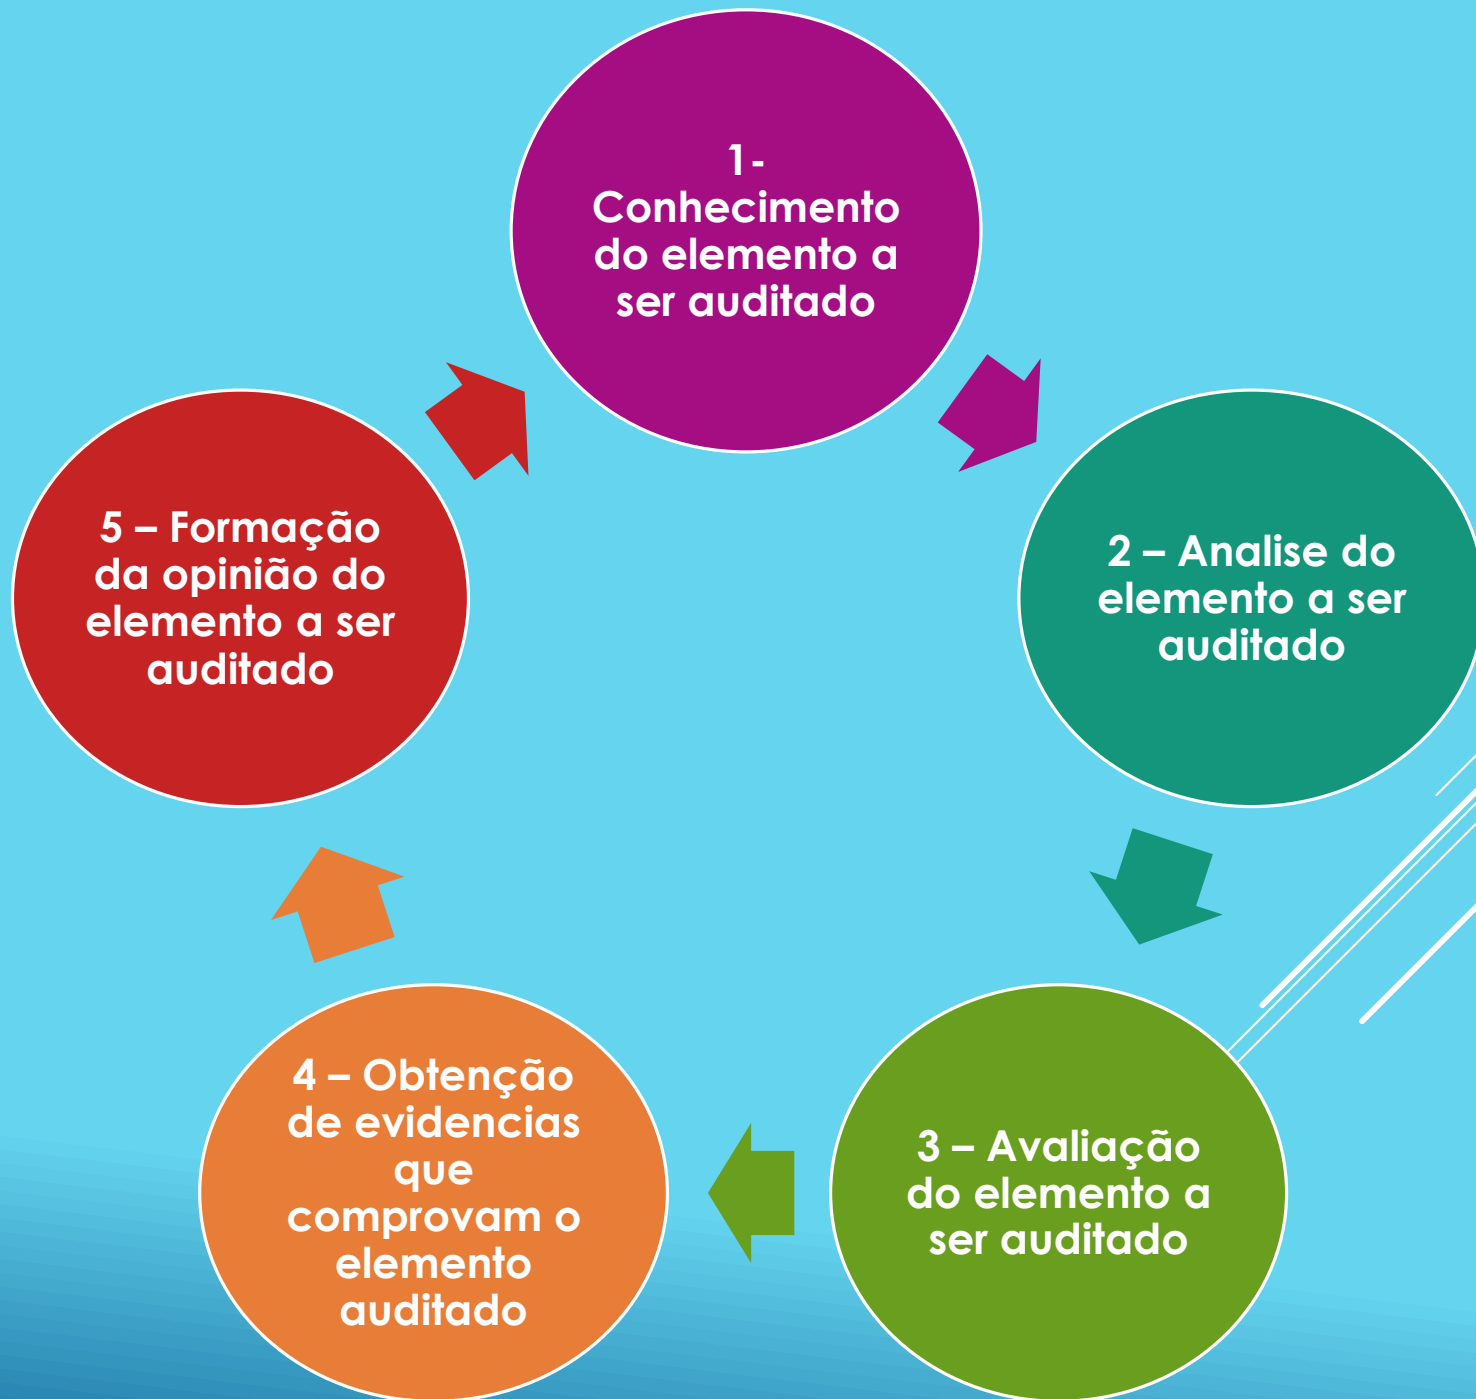 1-
Conhecimento
do elemento a
ser auditado
2 – Analise do
elemento a ser
auditado
3 – Avaliação
do elemento a
ser auditado
4 – Obtenção
de evidencias
que
comprovam o
elemento
auditado
5 – Formação
da opinião do
elemento a ser
auditado